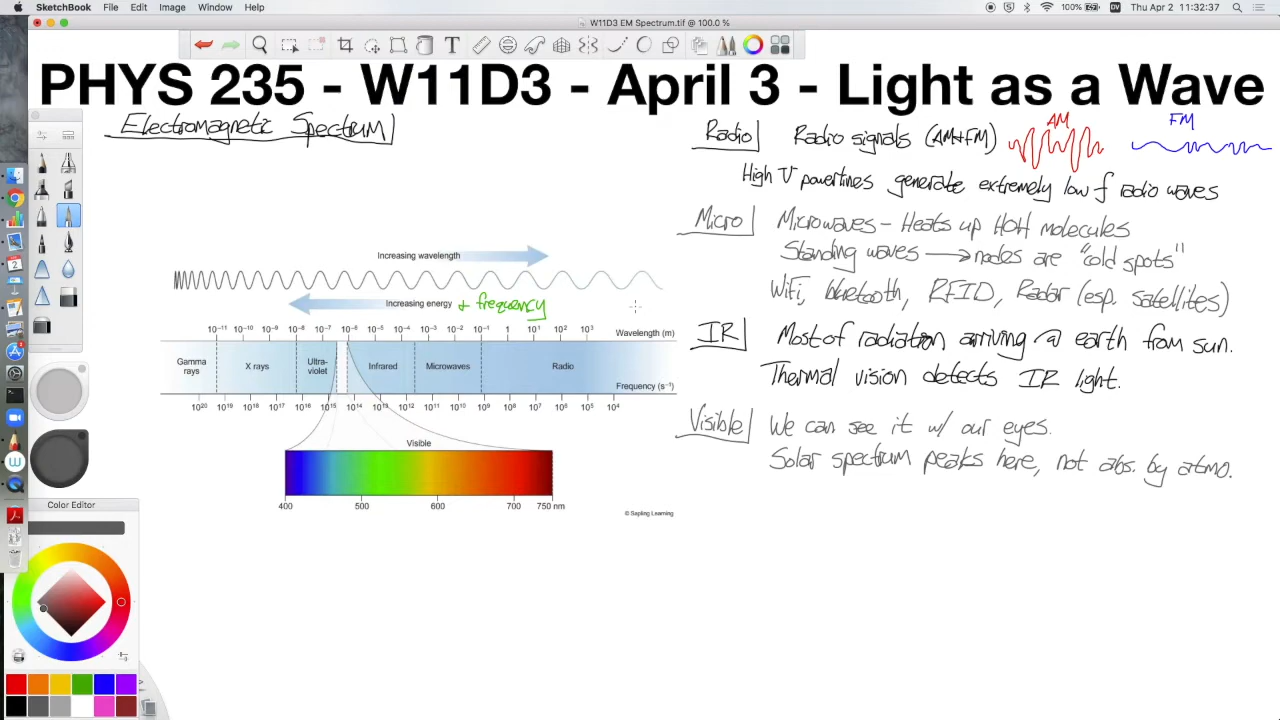 SketchBook File Edit Image Window Help
100% DV Thu Apr 2 11:32:37
W11D3 EM Spectrum.tif @ 100.0 %
PHYS 235 - W11D3 - April 3 - Light as a Wave
Electromagnetic Spectrum
Radio Radio signals (AM+FM) AM FM
High V powerlines generate extremely low f radio waves
Micro Microwaves - Heats up HOH molecules
Standing waves → nodes are "cold spots"
WiFi, bluetooth, RFID, Radar (esp. satellites)
IR Most of radiation arriving @ earth from sun.
Thermal vision detects IR light.
Visible We can see it w/ our eyes.
Solar spectrum peaks here, not abs. by atmo.
Increasing wavelength
Increasing energy + frequency
10⁻¹¹ 10⁻¹⁰ 10⁻⁹ 10⁻⁸ 10⁻⁷ 10⁻⁶ 10⁻⁵ 10⁻⁴ 10⁻³ 10⁻² 10⁻¹ 1 10¹ 10² 10³ Wavelength (m)
Gamma rays X rays Ultra-violet Infrared Microwaves Radio
Frequency (s⁻¹)
10²⁰ 10¹⁹ 10¹⁸ 10¹⁷ 10¹⁶ 10¹⁵ 10¹⁴ 10¹³ 10¹² 10¹¹ 10¹⁰ 10⁹ 10⁸ 10⁷ 10⁶ 10⁵ 10⁴
Visible
400 500 600 700 750 nm
© Sapling Learning
Color Editor